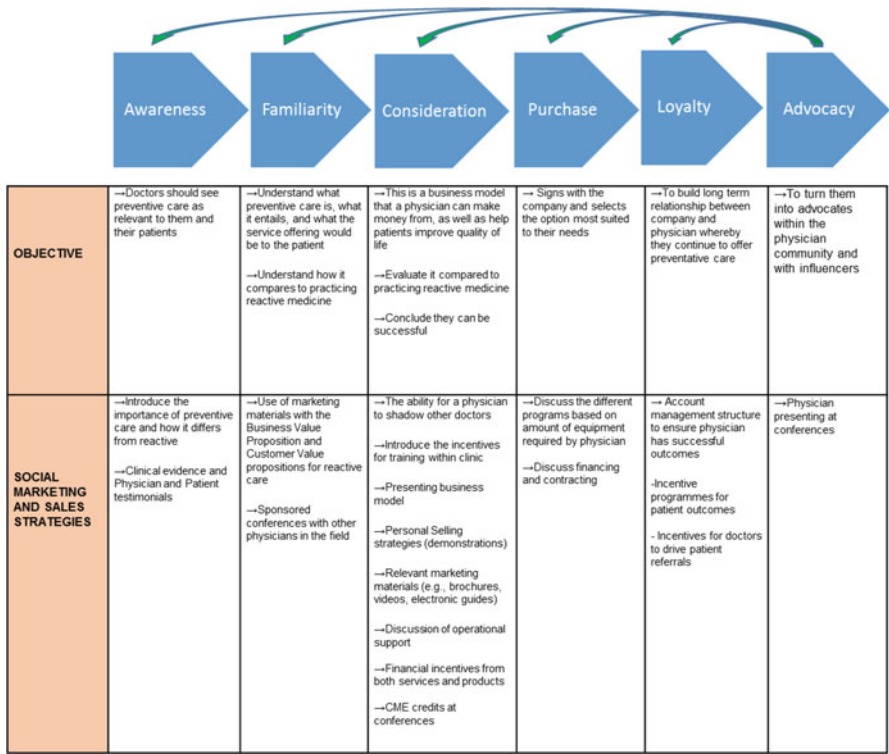 Awareness
Familiarity
Consideration
Purchase
Loyalty
Advocacy
OBJECTIVE
→Doctors should see
preventive care as
relevant to them and
their patients
→Understand what
preventive care is, what
it entails, and what the
service offering would
be to the patient
→Understand how it
compares to practicing
reactive medicine
→This is a business model
that a physician can make
money from, as well as help
patients improve quality of
life
→Evaluate it compared to
practicing reactive medicine
→Conclude they can be
successful
→ Signs with the
company and selects
the option most suited
to their needs
→To build long term
relationship between
company and
physician whereby
they continue to offer
preventative care
→To turn them
into advocates
within the
physician
community and
with influencers
SOCIAL
MARKETING
AND SALES
STRATEGIES
→Introduce the
importance of preventive
care and how it differs
from reactive
→Clinical evidence and
Physician and Patient
testimonials
→Use of marketing
materials with the
Business Value
Proposition and
Customer Value
propositions for reactive
care
→Sponsored
conferences with other
physicians in the field
→The ability for a physician
to shadow other doctors
→Introduce the incentives
for training within clinic
→Presenting business
model
→Personal Selling
strategies (demonstrations)
→Relevant marketing
materials (e.g., brochures,
videos, electronic guides)
→Discussion of operational
support
→Financial incentives from
both services and products
→CME credits at
conferences
→Discuss the different
programs based on
amount of equipment
required by physician
→Discuss financing
and contracting
→ Account
management structure
to ensure physician
has successful
outcomes
-Incentive
programmes for
patient outcomes
- Incentives for doctors
to drive patient
referrals
→Physician
presenting at
conferences